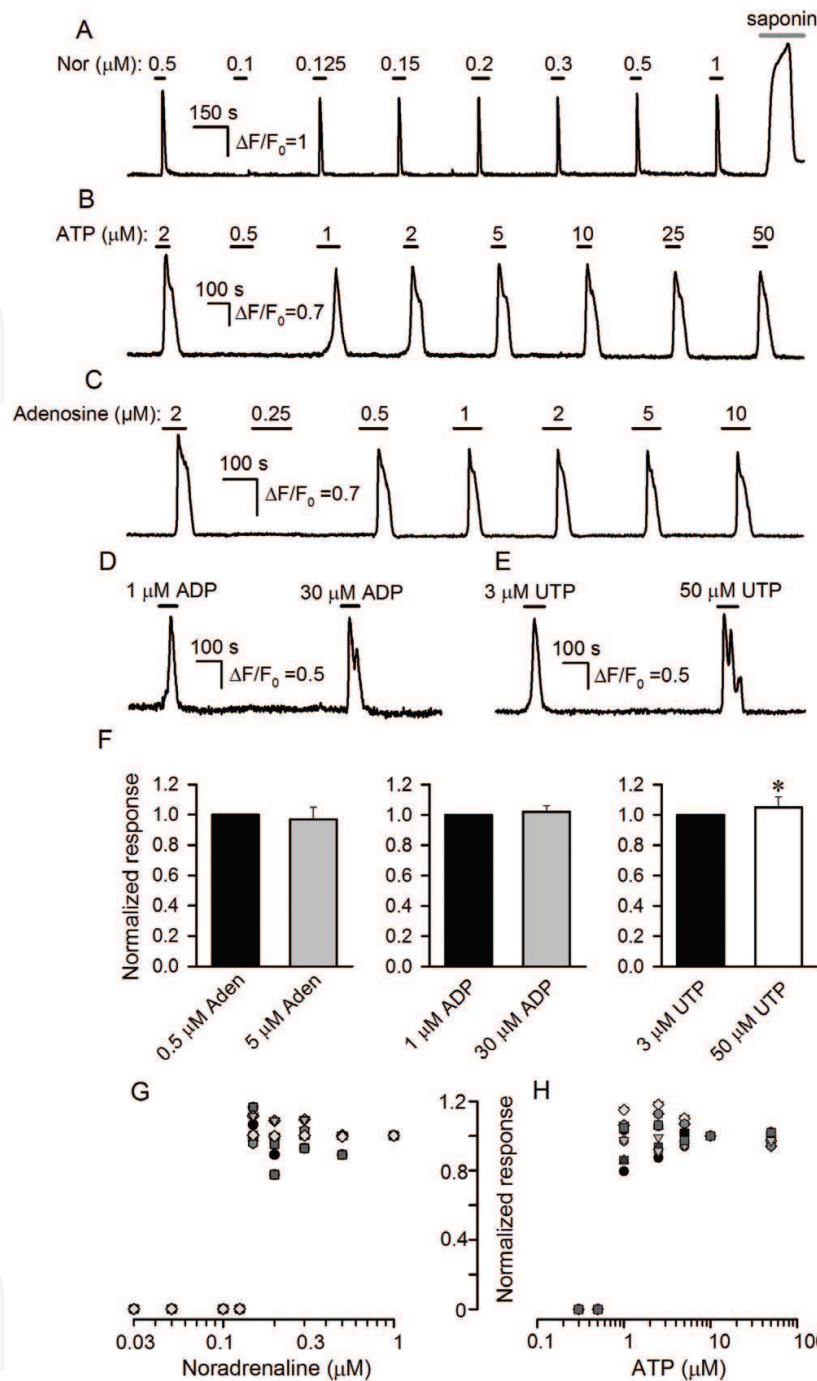 saponin
A
Nor (μM): 0.5 0.1 0.125 0.15 0.2 0.3 0.5 1
150 s
ΔF/F0=1
B
ATP (μM): 2 0.5 1 2 5 10 25 50
100 s
ΔF/F0=0.7
C
Adenosine (μM): 2 0.25 0.5 1 2 5 10
100 s
ΔF/F0 =0.7
D
1 μM ADP 30 μM ADP
100 s
ΔF/F0 =0.5
E
3 μM UTP 50 μM UTP
100 s
ΔF/F0 =0.5
F
Normalized response
1.2
1.0
0.8
0.6
0.4
0.2
0.0
0.5 μM Aden
5 μM Aden
1.2
1.0
0.8
0.6
0.4
0.2
0.0
1 μM ADP
30 μM ADP
1.2
1.0
0.8
0.6
0.4
0.2
0.0
*
3 μM UTP
50 μM UTP
G
0.03 0.1 0.3 1
Noradrenaline (μM)
H
1.2
0.8
0.4
0
Normalized response
0.1 1 10 100
ATP (μM)